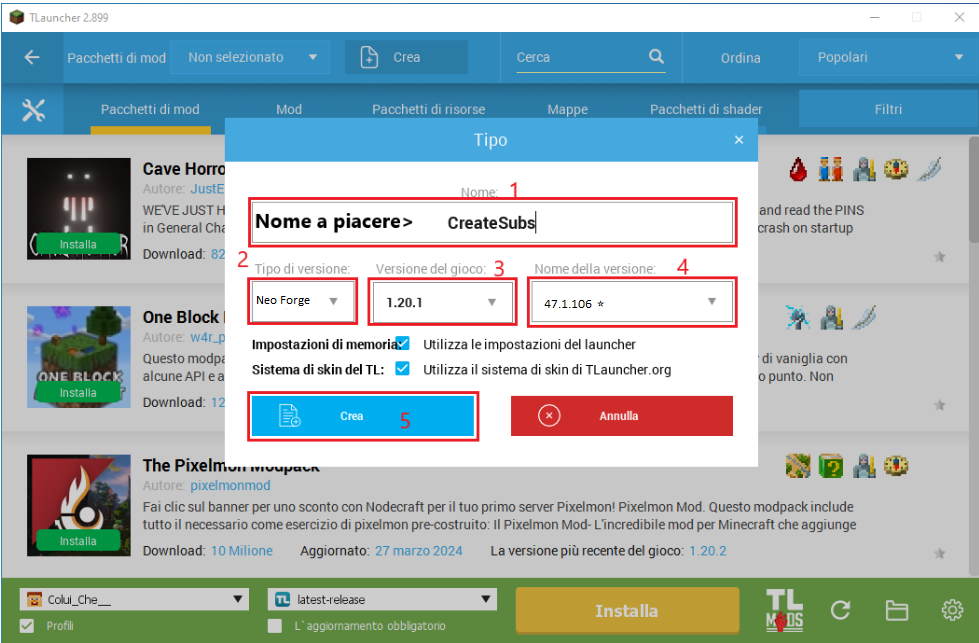 TLauncher 2.899
Pacchetti di mod
Non selezionato
Crea
Cerca
Ordina
Popolari
Pacchetti di mod
Mod
Pacchetti di risorse
Mappe
Pacchetti di shader
Filtri
Tipo
Nome: 1
Nome a piacere> CreateSubs
2
Tipo di versione:
Versione del gioco: 3
Nome della versione: 4
Neo Forge
1.20.1
47.1.106 ★
Impostazioni di memoria: Utilizza le impostazioni del launcher
Sistema di skin del TL: Utilizza il sistema di skin di TLauncher.org
Crea 5
Annulla
Cave Horro
Autore: JustE
WE'VE JUST H
and read the PINS
in General Cha
crash on startup
Installa
Download: 82
One Block
Autore: w4r_p
Questo modpa
di vaniglia con
alcune API e a
o punto. Non
ONE BLOCK
Installa
Download: 12
The Pixelmon Modpack
Autore: pixelmonmod
Fai clic sul banner per uno sconto con Nodecraft per il tuo primo server Pixelmon! Pixelmon Mod. Questo modpack include
tutto il necessario come esercizio di pixelmon pre-costruito: Il Pixelmon Mod- L'incredibile mod per Minecraft che aggiunge
Installa
Download: 10 Milione
Aggiornato: 27 marzo 2024
La versione più recente del gioco: 1.20.2
Colui_Che__
TL latest-release
Installa
TL
MODS
Profili
L`aggiornamento obbligatorio